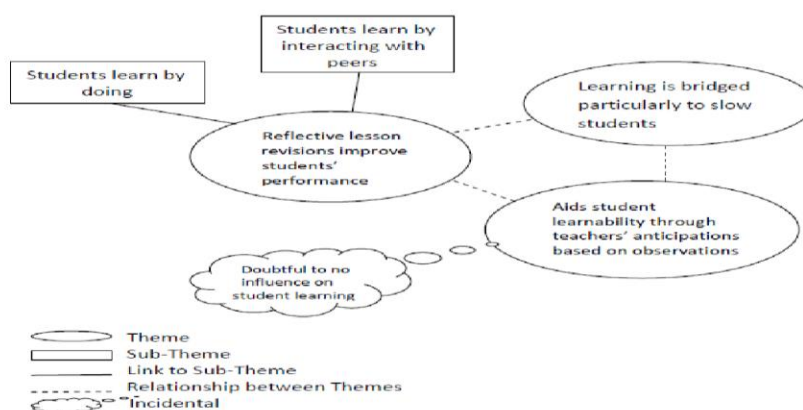 Students learn by
interacting with
peers
Students learn by
doing
Learning is bridged
particularly to slow
students
Reflective lesson
revisions improve
students’
performance
Aids student
learnability through
teachers’ anticipations
based on observations
Doubtful to no
influence on
student learning
Theme
Sub-Theme
Link to Sub-Theme
Relationship between Themes
Incidental